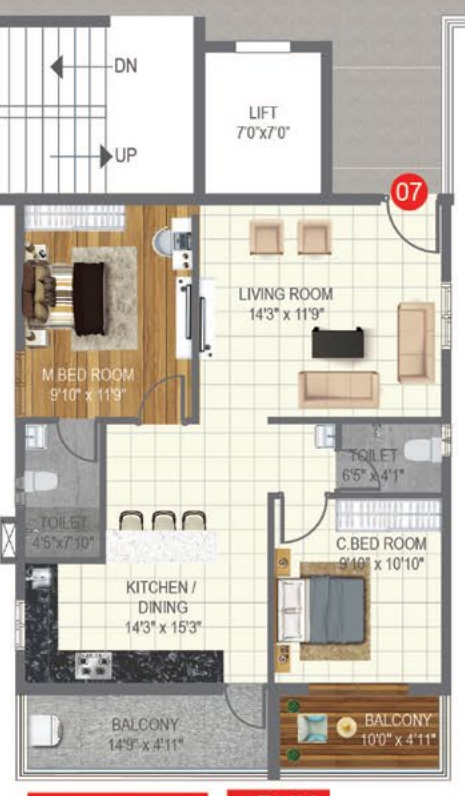 DN
UP
LIFT
7'0"x7'0"
07
LIVING ROOM
14'3" x 11'9"
M.BED ROOM
9'10" x 11'9"
TOILET
6'5" x 4'1"
TOILET
4'5"x7'10"
C.BED ROOM
9'10" x 10'10"
KITCHEN /
DINING
14'3" x 15'3"
BALCONY
14'9" x 4'11"
BALCONY
10'0" x 4'11"